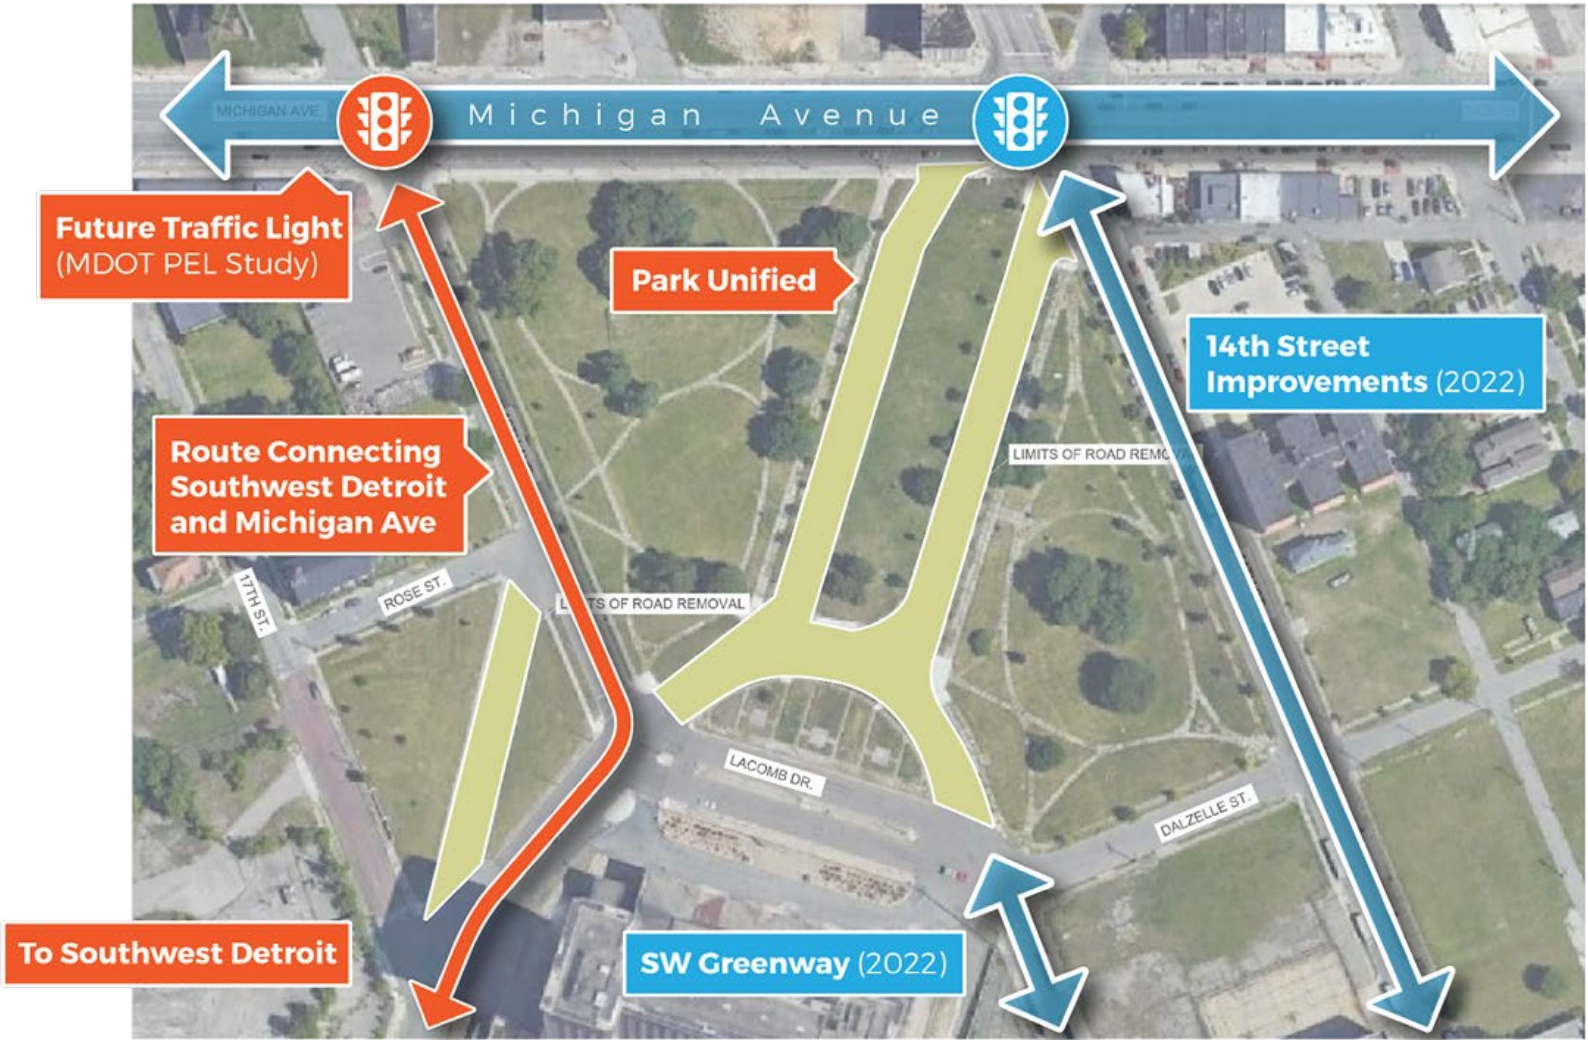 MICHIGAN AVE.
Michigan Avenue
Future Traffic Light
(MDOT PEL Study)
Park Unified
14th Street
Improvements (2022)
Route Connecting
Southwest Detroit
and Michigan Ave
LIMITS OF ROAD REMOVAL
17TH ST.
ROSE ST.
LIMITS OF ROAD REMOVAL
LACOMB DR.
DALZELLE ST.
To Southwest Detroit
SW Greenway (2022)